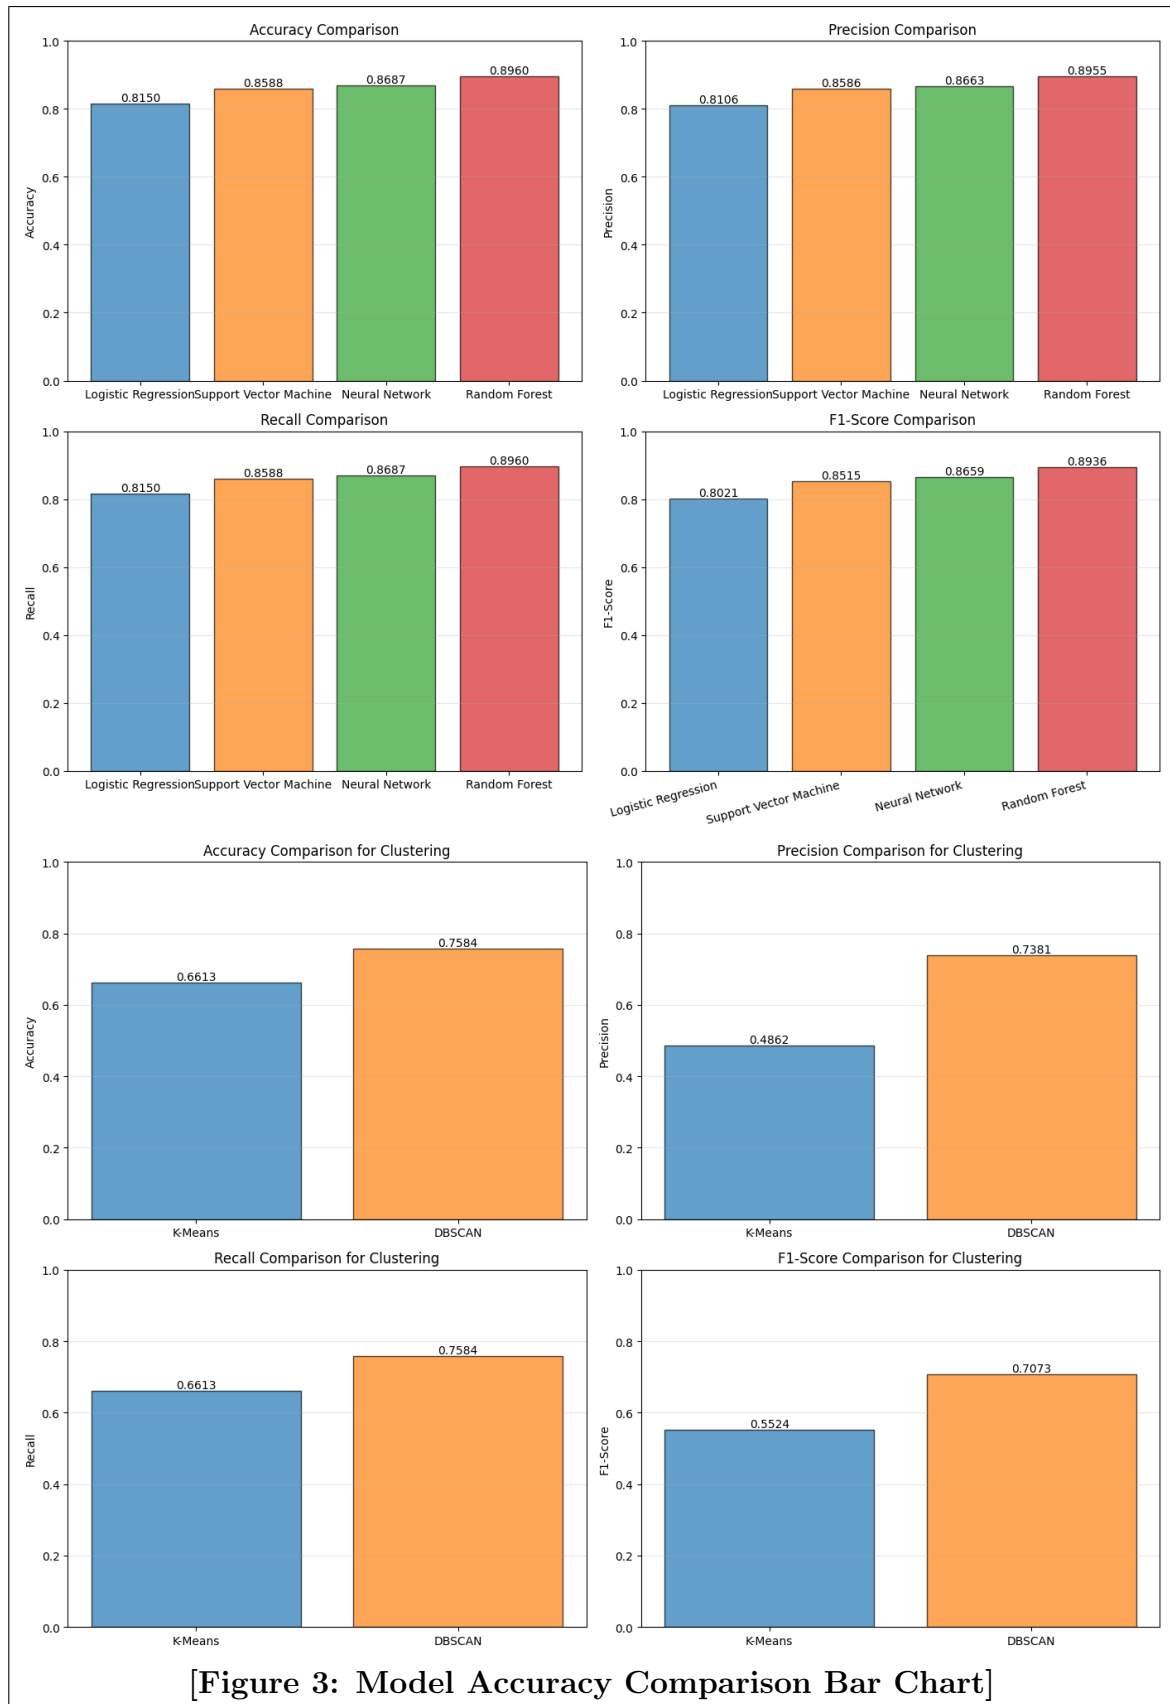 Accuracy Comparison
1.0
0.8
0.6
0.4
0.2
0.0
Accuracy
0.8150
0.8588
0.8687
0.8960
Logistic Regression
Support Vector Machine
Neural Network
Random Forest
Precision Comparison
1.0
0.8
0.6
0.4
0.2
0.0
Precision
0.8106
0.8586
0.8663
0.8955
Logistic Regression
Support Vector Machine
Neural Network
Random Forest
Recall Comparison
1.0
0.8
0.6
0.4
0.2
0.0
Recall
0.8150
0.8588
0.8687
0.8960
Logistic Regression
Support Vector Machine
Neural Network
Random Forest
F1-Score Comparison
1.0
0.8
0.6
0.4
0.2
0.0
F1-Score
0.8021
0.8515
0.8659
0.8936
Logistic Regression
Support Vector Machine
Neural Network
Random Forest
Accuracy Comparison for Clustering
1.0
0.8
0.6
0.4
0.2
0.0
Accuracy
0.6613
0.7584
K-Means
DBSCAN
Precision Comparison for Clustering
1.0
0.8
0.6
0.4
0.2
0.0
Precision
0.4862
0.7381
K-Means
DBSCAN
Recall Comparison for Clustering
1.0
0.8
0.6
0.4
0.2
0.0
Recall
0.6613
0.7584
K-Means
DBSCAN
F1-Score Comparison for Clustering
1.0
0.8
0.6
0.4
0.2
0.0
F1-Score
0.5524
0.7073
K-Means
DBSCAN
[Figure 3: Model Accuracy Comparison Bar Chart]